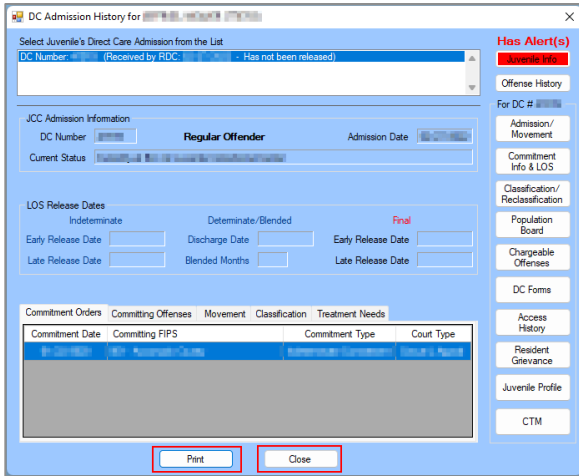 DC Admission History for
Select Juvenile's Direct Care Admission from the List
DC Number: (Received by RDC: - Has not been released)
JCC Admission Infomation
DC Number Regular Offender Admission Date
Current Status
LOS Release Dates
Indeterminate Determinate/Blended Final
Early Release Date Discharge Date Early Release Date
Late Release Date Blended Months Late Release Date
Commitment Orders Committing Offenses Movement Classification Treatment Needs
Commitment Date Committing FIPS Commitment Type Court Type
Print Close
Has Alert(s)
Juvenile Info
Offense History
For DC #
Admission/
Movement
Commitment
Info & LOS
Classification/
Reclassification
Population
Board
Chargeable
Offenses
DC Forms
Access
History
Resident
Grievance
Juvenile Profile
CTM